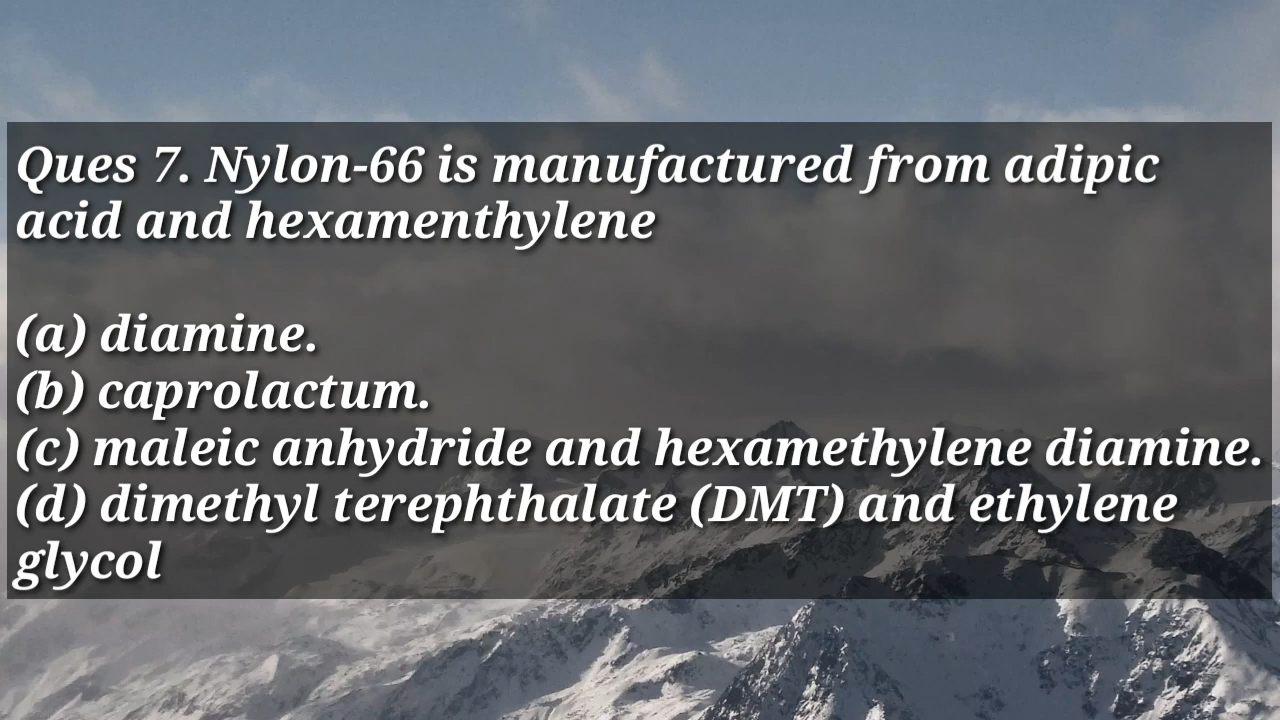 Ques 7. Nylon-66 is manufactured from adipic
acid and hexamenthylene
(a) diamine.
(b) caprolactum.
(c) maleic anhydride and hexamethylene diamine.
(d) dimethyl terephthalate (DMT) and ethylene
glycol